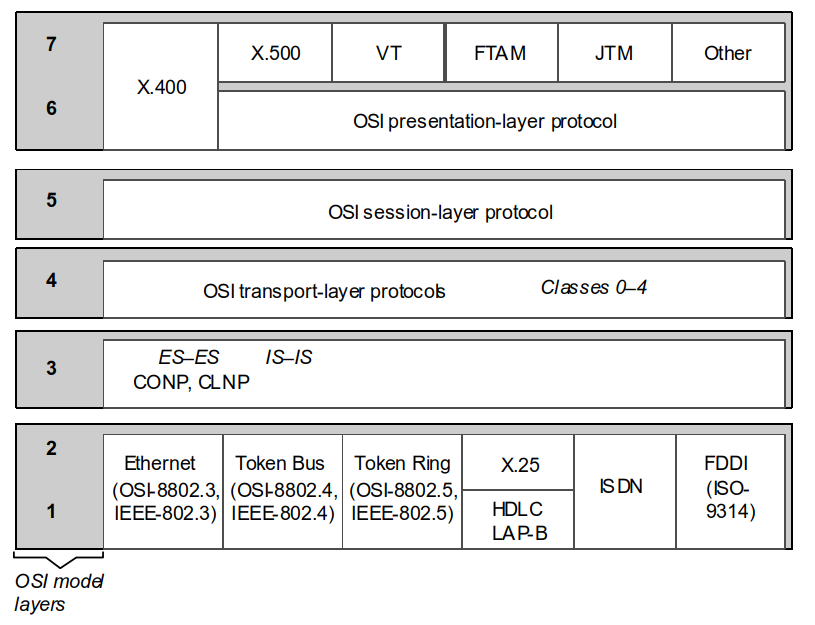 7
X.500 VT FTAM JTM Other
X.400
6
OSI presentation-layer protocol
5
OSI session-layer protocol
4
OSI transport-layer protocols Classes 0–4
3
ES–ES IS–IS
CONP, CLNP
2
1
Ethernet
(OSI-8802.3,
IEEE-802.3)
Token Bus
(OSI-8802.4,
IEEE-802.4)
Token Ring
(OSI-8802.5,
IEEE-802.5)
X.25
HDLC
LAP-B
ISDN
FDDI
(ISO-
9314)
OSI model
layers